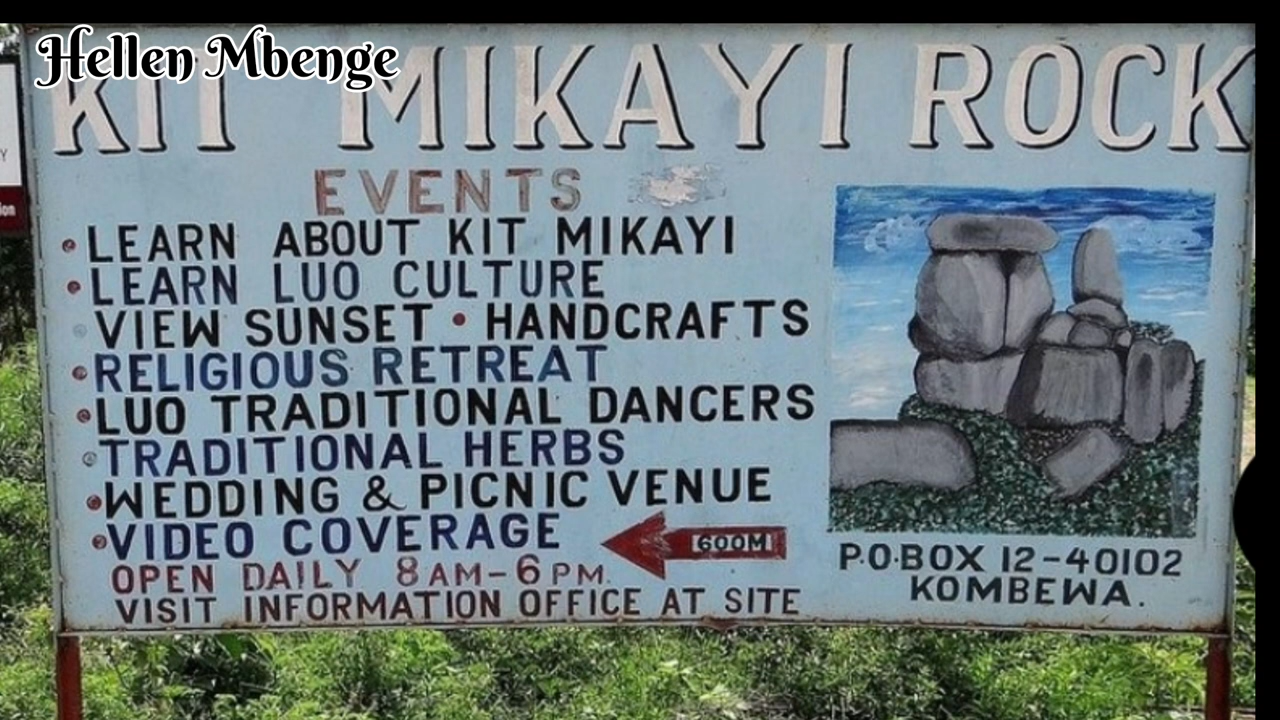 Hellen Mbenge
KIT MIKAYI ROCK
EVENTS
• LEARN ABOUT KIT MIKAYI
• LEARN LUO CULTURE
• VIEW SUNSET • HANDCRAFTS
• RELIGIOUS RETREAT
• LUO TRADITIONAL DANCERS
• TRADITIONAL HERBS
• WEDDING & PICNIC VENUE
• VIDEO COVERAGE
600M
OPEN DAILY 8AM-6PM.
VISIT INFORMATION OFFICE AT SITE
P.O.BOX 12-40102
KOMBEWA.